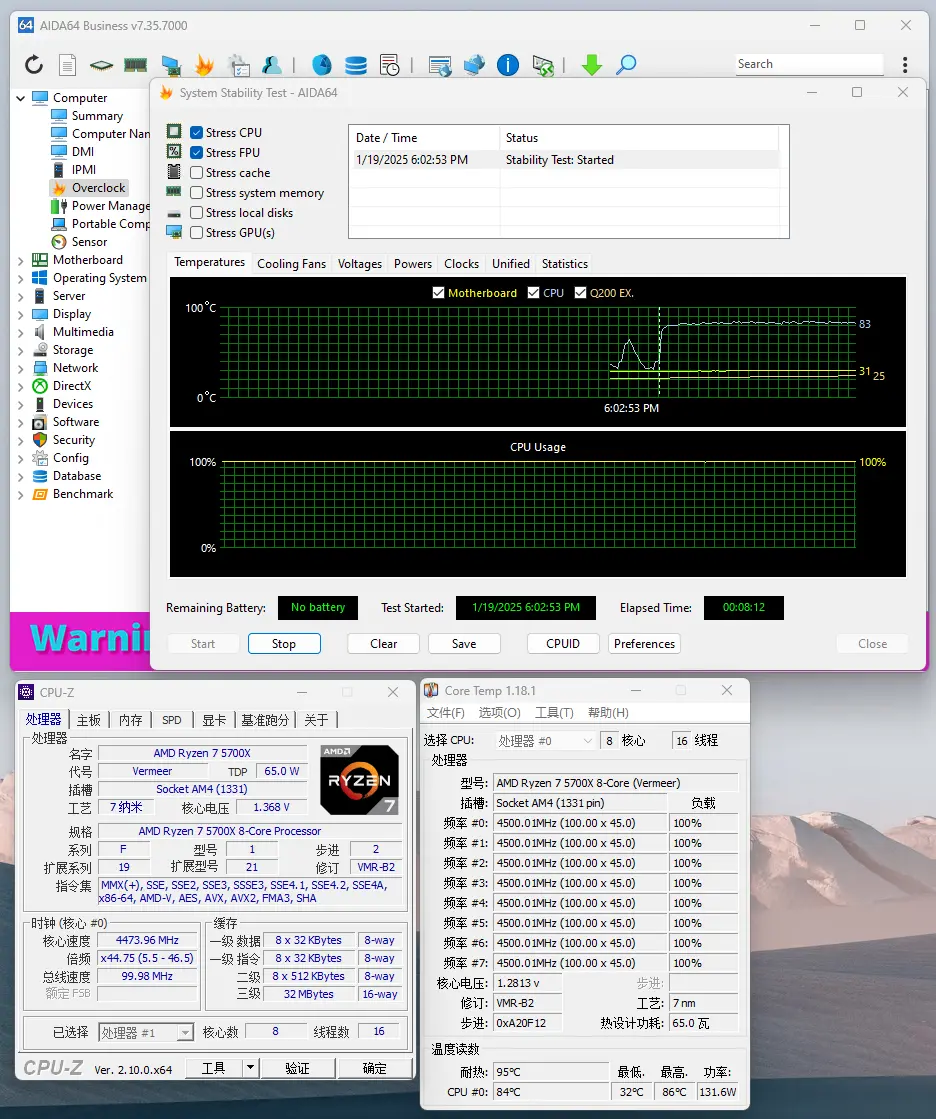 64 AIDA64 Business v7.35.7000
Search
Computer
Summary
Computer Nam
DMI
IPMI
Overclock
Power Manage
Portable Comp
Sensor
Motherboard
Operating System
Server
Display
Multimedia
Storage
Network
DirectX
Devices
Software
Security
Config
Database
Benchmark
Warnin
System Stability Test - AIDA64
Stress CPU
Stress FPU
Stress cache
Stress system memory
Stress local disks
Stress GPU(s)
Date / Time Status
1/19/2025 6:02:53 PM Stability Test: Started
Temperatures Cooling Fans Voltages Powers Clocks Unified Statistics
Motherboard CPU Q200 EX.
100°C
83
31 25
0°C
6:02:53 PM
CPU Usage
100% 100%
0%
Remaining Battery: No battery Test Started: 1/19/2025 6:02:53 PM Elapsed Time: 00:08:12
Start Stop Clear Save CPUID Preferences Close
CPU-Z
处理器 主板 内存 SPD 显卡 基准跑分 关于
处理器
名字 AMD Ryzen 7 5700X
代号 Vermeer TDP 65.0 W
插槽 Socket AM4 (1331)
工艺 7 纳米 核心电压 1.368 V
AMD RYZEN 7
规格 AMD Ryzen 7 5700X 8-Core Processor
系列 F 型号 1 步进 2
扩展系列 19 扩展型号 21 修订 VMR-B2
指令集 MMX(+), SSE, SSE2, SSE3, SSSE3, SSE4.1, SSE4.2, SSE4A,
x86-64, AMD-V, AES, AVX, AVX2, FMA3, SHA
时钟 (核心 #0)
核心速度 4473.96 MHz
倍频 x44.75 (5.5 - 46.5)
总线速度 99.98 MHz
额定 FSB
缓存
一级 数据 8 x 32 KBytes 8-way
一级 指令 8 x 32 KBytes 8-way
二级 8 x 512 KBytes 8-way
三级 32 MBytes 16-way
已选择 处理器 #1 核心数 8 线程数 16
CPU-Z Ver. 2.10.0.x64 工具 验证 确定
Core Temp 1.18.1
文件(F) 选项(O) 工具(T) 帮助(H)
选择 CPU: 处理器 #0 8 核心 16 线程
处理器
型号: AMD Ryzen 7 5700X 8-Core (Vermeer)
插槽: Socket AM4 (1331 pin) 负载
频率 #0: 4500.01MHz (100.00 x 45.0) 100%
频率 #1: 4500.01MHz (100.00 x 45.0) 100%
频率 #2: 4500.01MHz (100.00 x 45.0) 100%
频率 #3: 4500.01MHz (100.00 x 45.0) 100%
频率 #4: 4500.01MHz (100.00 x 45.0) 100%
频率 #5: 4500.01MHz (100.00 x 45.0) 100%
频率 #6: 4500.01MHz (100.00 x 45.0) 100%
频率 #7: 4500.01MHz (100.00 x 45.0) 100%
核心电压: 1.2813 v 步进:
修订: VMR-B2 工艺: 7 nm
步进: 0xA20F12 热设计功耗: 65.0 瓦
温度读数
耐热: 95°C 最低. 最高. 功率:
CPU #0: 84°C 32°C 86°C 131.6W